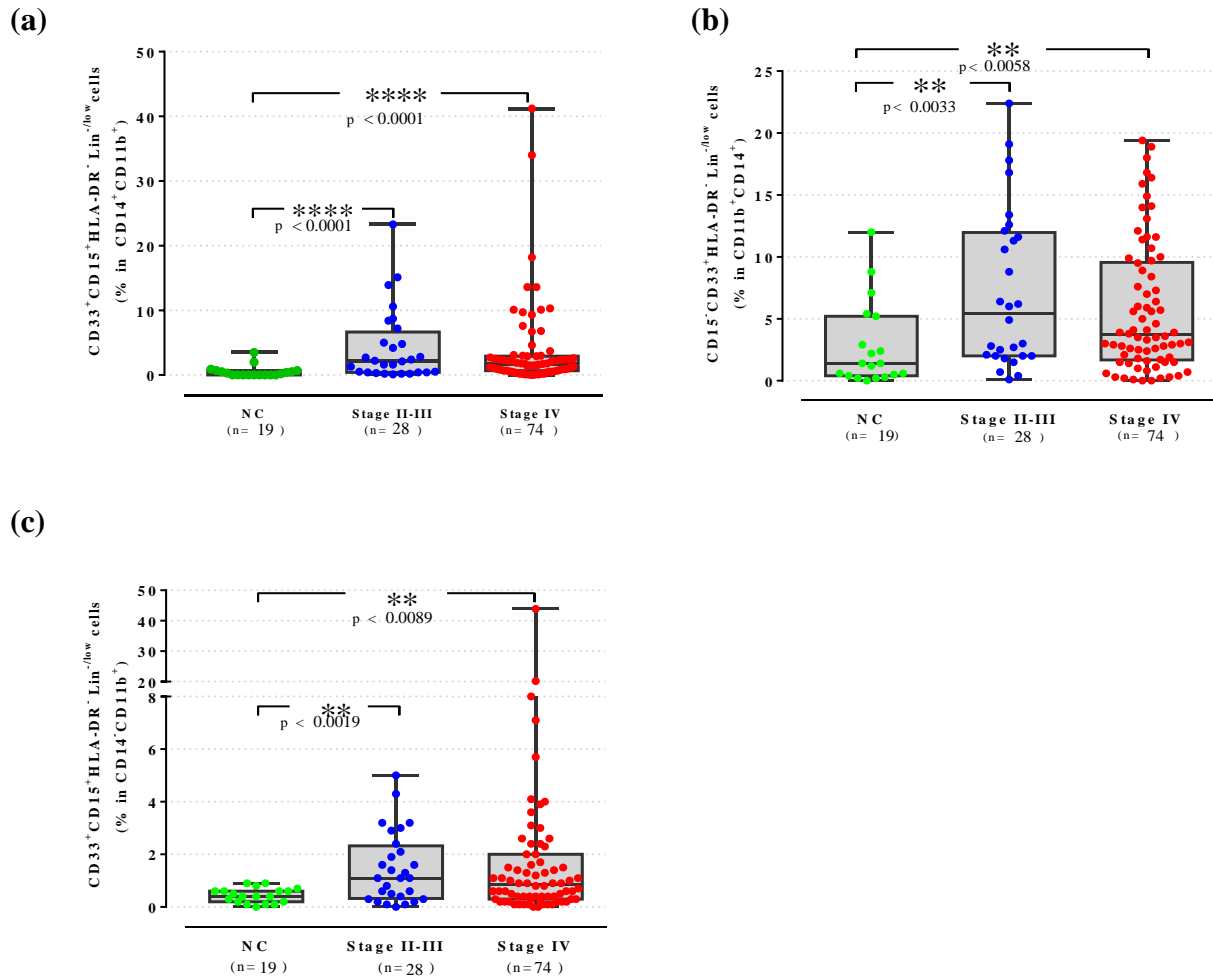 (a)
CD33⁺CD15⁺HLA-DR⁻Lin⁻/ˡᵒʷ cells
(% in CD14⁺CD11b⁺)
50
40
30
20
10
0
****
p <0.0001
****
p <0.0001
NC
Stage II-III
Stage IV
(n= 19 )
(n= 28 )
(n= 74 )
(b)
CD15⁻CD33⁺HLA-DR⁻Lin⁻/ˡᵒʷ cells
(% in CD11b⁺CD14⁺)
25
20
15
10
5
0
**
p< 0.0058
**
p< 0.0033
NC
Stage II-III
Stage IV
(n= 19)
(n= 28 )
(n= 74 )
(c)
CD33⁺CD15⁺HLA-DR⁻Lin⁻/ˡᵒʷ cells
(% in CD14⁻CD11b⁺)
50
40
30
20
8
6
4
2
0
**
p < 0.0089
**
p < 0.0019
NC
Stage II-III
Stage IV
(n=19)
(n=28)
(n=74)